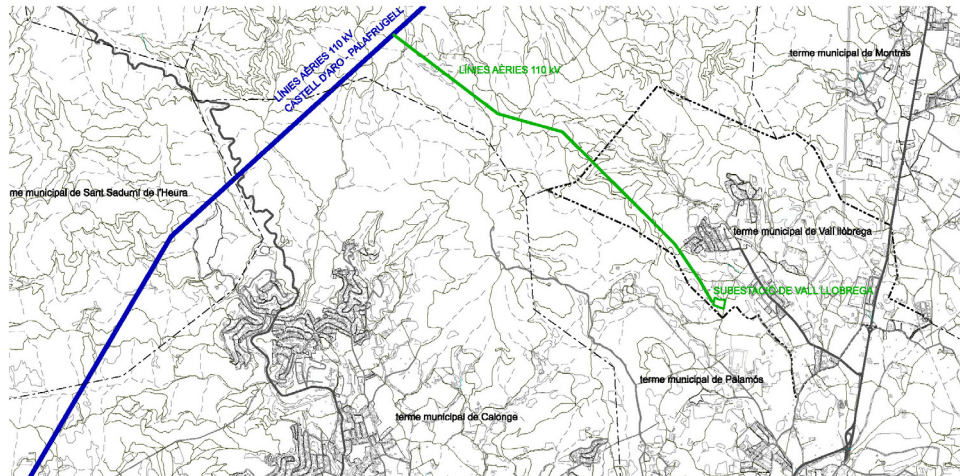 terme municipal de Montràs
LÍNIES AÈRIES 110 kV
CASTELL D'ARO - PALAFRUGELL
LÍNIES AÈRIES 110 kV
me municipal de Sant Sadurní de l'Heura
terme municipal de Vall llòbrega
SUBESTACIÓ DE VALL LLOBREGA
terme municipal de Palamós
terme municipal de Calonge